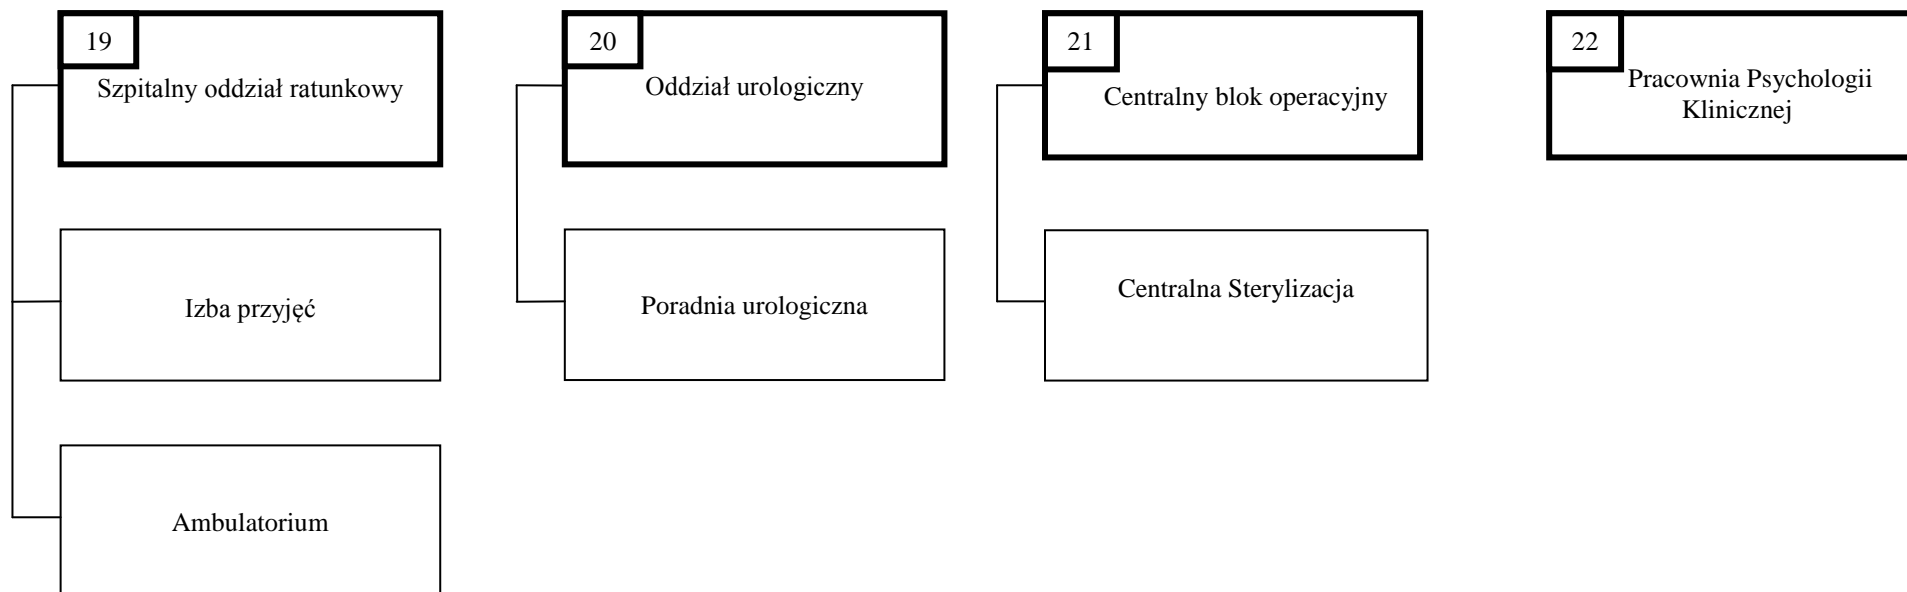 19
Szpitalny oddział ratunkowy
20
Oddział urologiczny
21
Centralny blok operacyjny
22
Pracownia Psychologii
Klinicznej
Izba przyjęć
Poradnia urologiczna
Centralna Sterylizacja
Ambulatorium